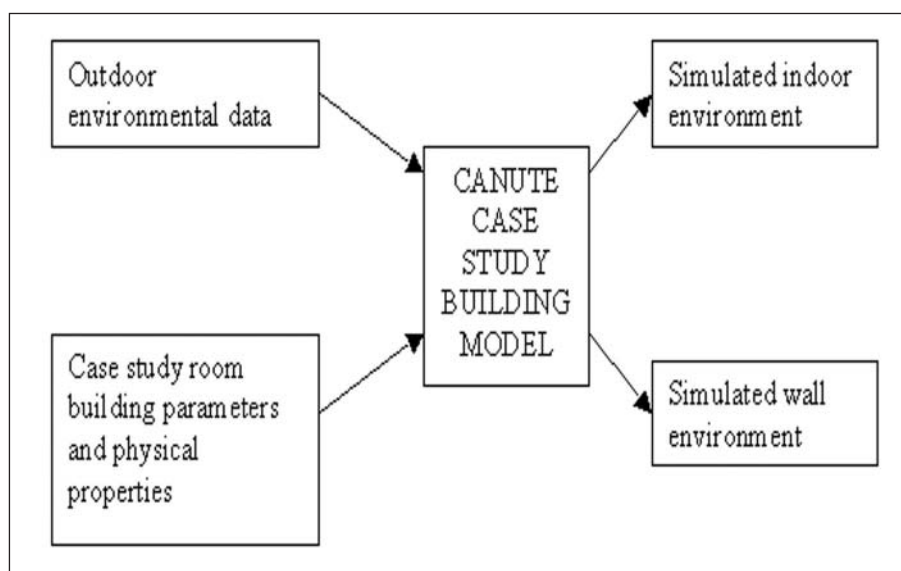 Outdoor
environmental data
Case study room
building parameters
and physical
properties
CANUTE
CASE
STUDY
BUILDING
MODEL
Simulated indoor
environment
Simulated wall
environment